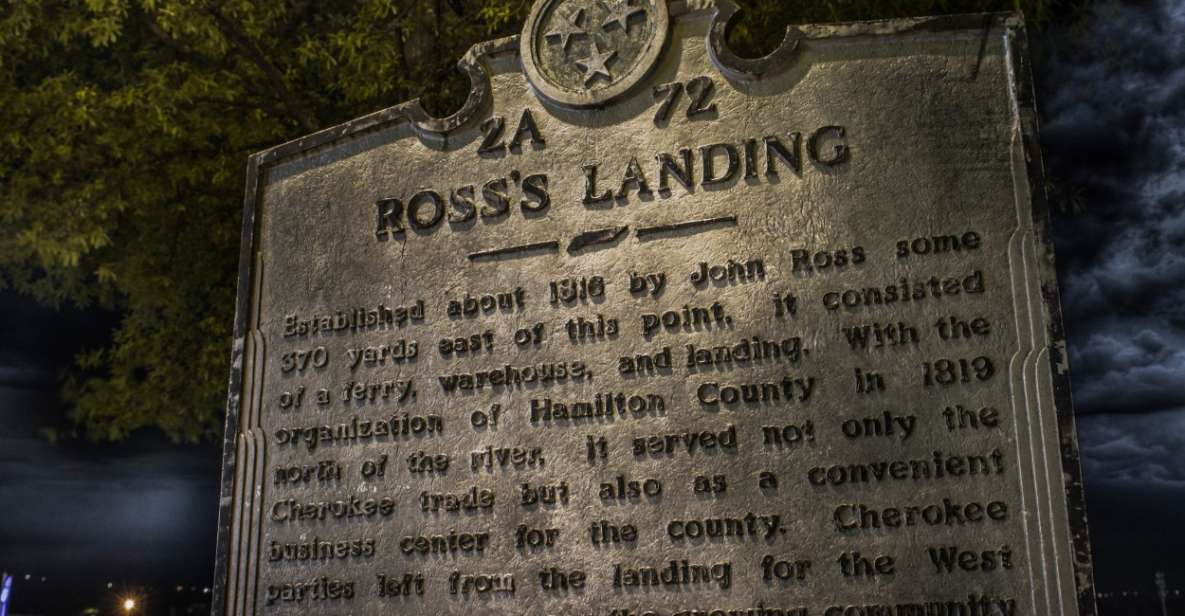 2A 72
ROSS'S LANDING
Established about 1816 by John Ross some
370 yards east of this point, it consisted
of a ferry, warehouse, and landing. With the
organization of Hamilton County in 1819
north of the river, it served not only the
Cherokee trade but also as a convenient
business center for the county. Cherokee
parties left from the landing for the West
the growing community